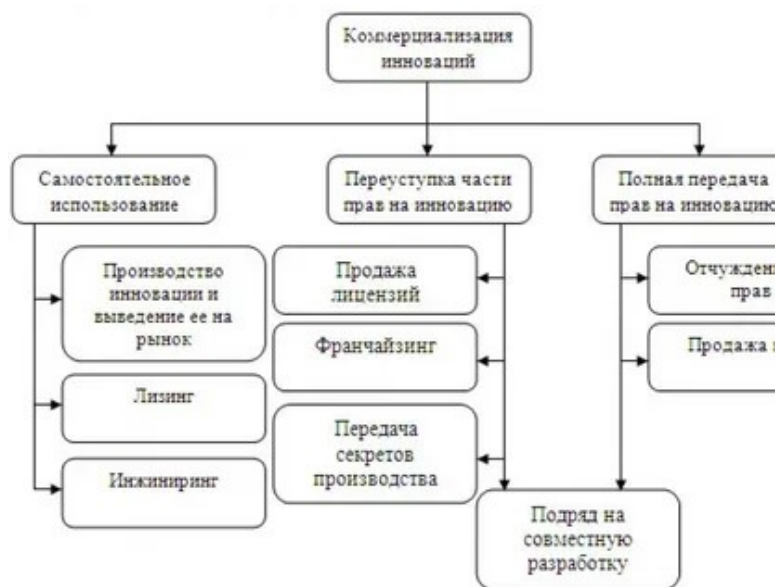 Коммерциализация
инноваций
Самостоятельное
использование
Переуступка части
прав на инновацию
Полная передача
прав на инновацию
Производство
инновации и
выведение ее на
рынок
Лизинг
Инжиниринг
Продажа
лицензий
Франчайзинг
Передача
секретов
производства
прав
Продажа
Подряд на
совместную
разработку